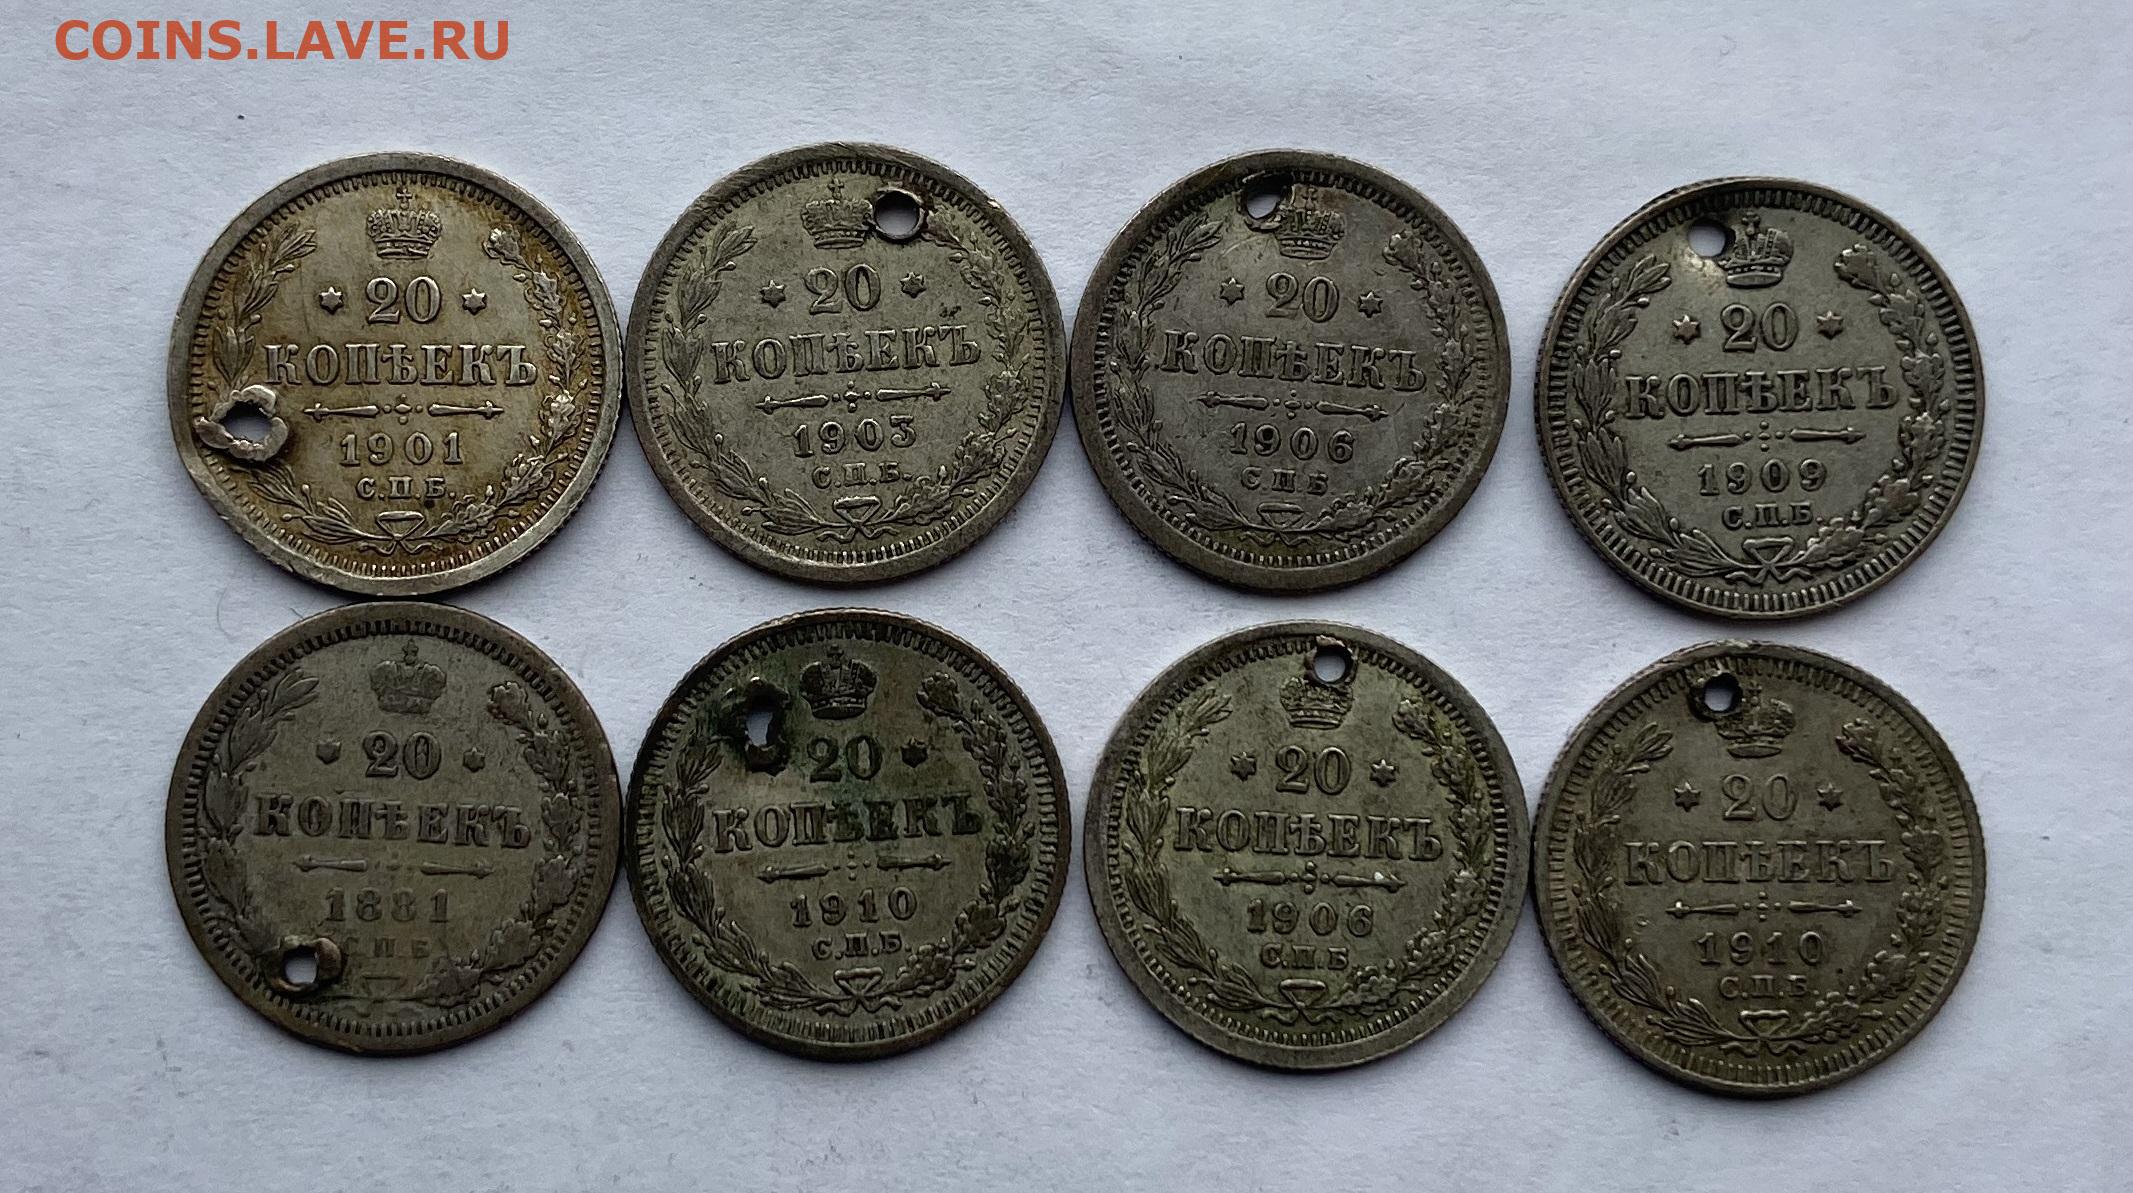 COINS.LAVE.RU
20
КОПѢЕКЪ
1901
С.П.Б.
20
КОПѢЕКЪ
1903
С.П.Б.
20
КОПѢЕКЪ
1906
С П Б
20
КОПѢЕКЪ
1909
С.П.Б.
20
КОПѢЕКЪ
1881
С П Б
20
КОПѢЕКЪ
1910
С.П.Б.
20
КОПѢЕКЪ
1906
С.П.Б
20
КОПѢЕКЪ
1910
С.П.Б.